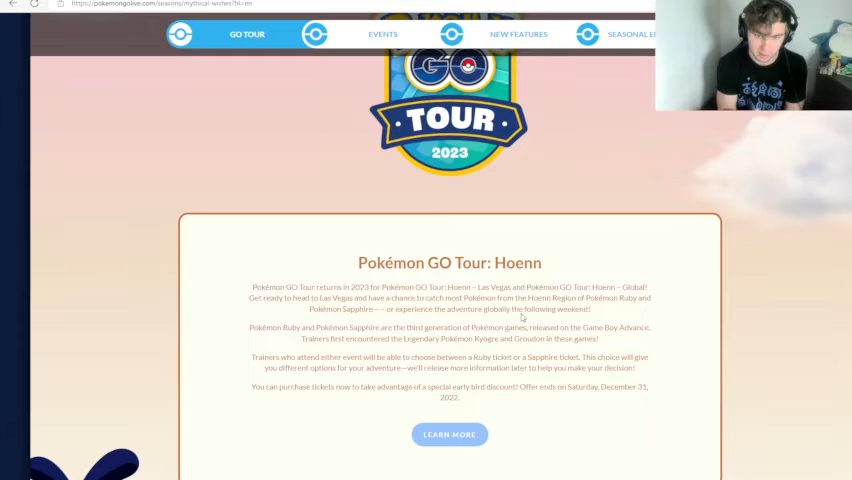 https://pokemongolive.com/seasons/mythical-wishes?hl=en
GO TOUR
EVENTS
NEW FEATURES
SEASONAL
GO
TOUR
2023
Pokémon GO Tour: Hoenn
Pokémon GO Tour returns in 2023 for Pokémon GO Tour: Hoenn – Las Vegas and Pokémon GO Tour: Hoenn – Global!
Get ready to head to Las Vegas and have a chance to catch most Pokémon from the Hoenn Region of Pokémon Ruby and
Pokémon Sapphire—– or experience the adventure globally the following weekend!
Pokémon Ruby and Pokémon Sapphire are the third generation of Pokémon games, released on the Game Boy Advance.
Trainers first encountered the Legendary Pokémon Kyogre and Groudon in these games!
Trainers who attend either event will be able to choose between a Ruby ticket or a Sapphire ticket. This choice will give
you different options for your adventure—we'll release more information later to help you make your decision!
You can purchase tickets now to take advantage of a special early bird discount! Offer ends on Saturday, December 31,
2022.
LEARN MORE